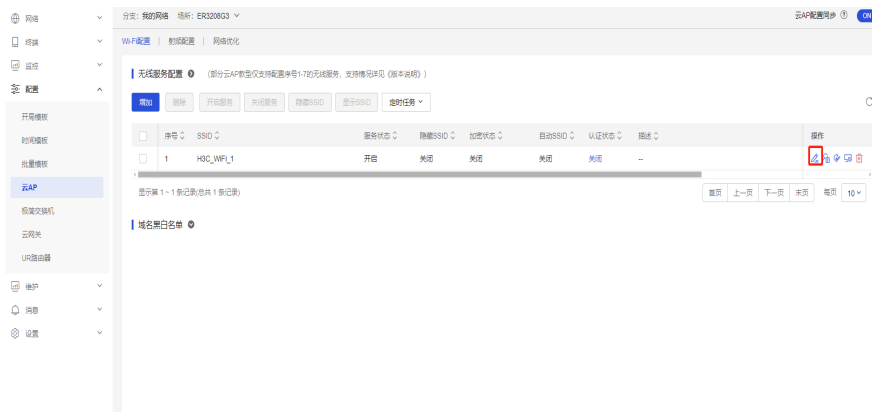 网络
终端
监控
配置
开局模板
时间模板
批量模板
云AP
极简交换机
云网关
UR路由器
维护
消息
设置
分支: 我的网络 场所: ER3208G3
云AP配置同步 ON
Wi-Fi配置 | 射频配置 | 网络优化
无线服务配置 (部分云AP款型仅支持配置序号1-7的无线服务，支持情况详见《版本说明》)
增加 删除 开启服务 关闭服务 隐藏SSID 显示SSID 定时任务
序号 SSID 服务状态 隐藏SSID 加密状态 自动SSID 认证状态 描述 操作
1 H3C_WiFi_1 开启 关闭 关闭 关闭 关闭 --
显示第 1 ~ 1 条记录(总共 1 条记录)
首页 上一页 下一页 末页 每页 10
域名黑白名单